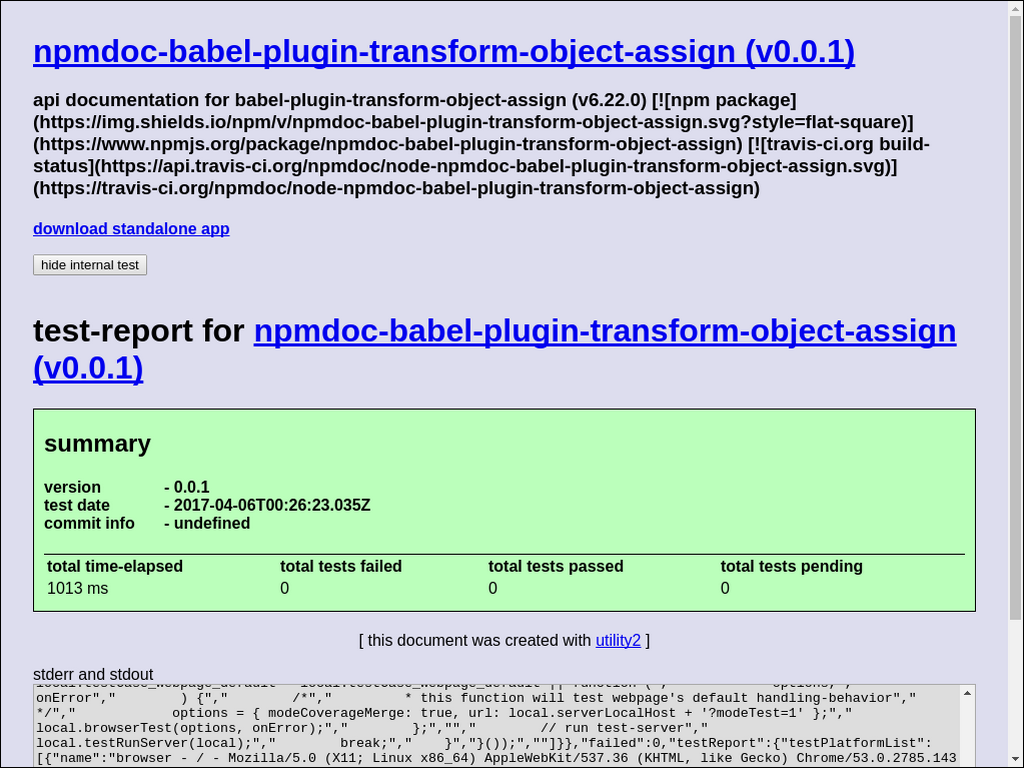 npmdoc-babel-plugin-transform-object-assign (v0.0.1)
api documentation for babel-plugin-transform-object-assign (v6.22.0) [![npm package]
(https://img.shields.io/npm/v/npmdoc-babel-plugin-transform-object-assign.svg?style=flat-square)]
(https://www.npmjs.org/package/npmdoc-babel-plugin-transform-object-assign) [![travis-ci.org build-
status](https://api.travis-ci.org/npmdoc/node-npmdoc-babel-plugin-transform-object-assign.svg)]
(https://travis-ci.org/npmdoc/node-npmdoc-babel-plugin-transform-object-assign)
download standalone app
hide internal test
test-report for npmdoc-babel-plugin-transform-object-assign
(v0.0.1)
summary
version - 0.0.1
test date - 2017-04-06T00:26:23.035Z
commit info - undefined
total time-elapsed total tests failed total tests passed total tests pending
1013 ms 0 0 0
[ this document was created with utility2 ]
stderr and stdout
onError"," ) {"," /*"," * this function will test webpage's default handling-behavior","
*/"," options = { modeCoverageMerge: true, url: local.serverLocalHost + '?modeTest=1' };","
local.browserTest(options, onError);"," };",""," // run test-server","
local.testRunServer(local);"," break;"," }","}());",""]}},"failed":0,"testReport":{"testPlatformList":
[{"name":"browser - / - Mozilla/5.0 (X11; Linux x86_64) AppleWebKit/537.36 (KHTML, like Gecko) Chrome/53.0.2785.143